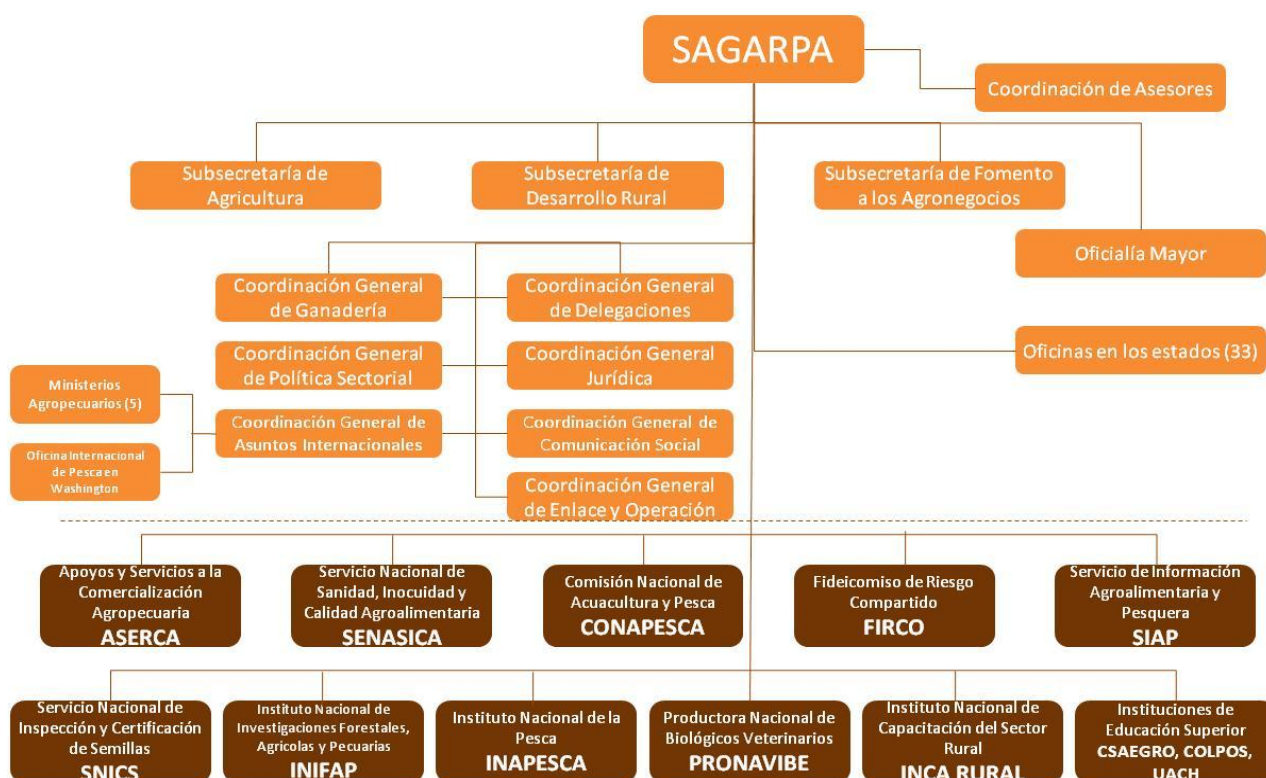 SAGARPA
Coordinación de Asesores
Subsecretaría de
Agricultura
Subsecretaría de
Desarrollo Rural
Subsecretaría de Fomento
a los Agronegocios
Oficialía Mayor
Coordinación General
de Ganadería
Coordinación General
de Delegaciones
Oficinas en los estados (33)
Coordinación General
de Política Sectorial
Coordinación General
Jurídica
Ministerios
Agropecuarios (5)
Coordinación General de
Asuntos Internacionales
Coordinación General de
Comunicación Social
Oficina Internacional
de Pesca en
Washington
Coordinación General
de Enlace y Operación
Apoyos y Servicios a la
Comercialización
Agropecuaria
ASERCA
Servicio Nacional de
Sanidad, Inocuidad y
Calidad Agroalimentaria
SENASICA
Comisión Nacional de
Acuacultura y Pesca
CONAPESCA
Fideicomiso de Riesgo
Compartido
FIRCO
Servicio de Información
Agroalimentaria y
Pesquera
SIAP
Servicio Nacional de
Inspección y Certificación
de Semillas
SNICS
Instituto Nacional de
Investigaciones Forestales,
Agricolas y Pecuarias
INIFAP
Instituto Nacional de la
Pesca
INAPESCA
Productora Nacional de
Biológicos Veterinarios
PRONAVIBE
Instituto Nacional de
Capacitación del Sector
Rural
INCA RURAL
Instituciones de
Educación Superior
CSAEGRO, COLPOS,
UACH